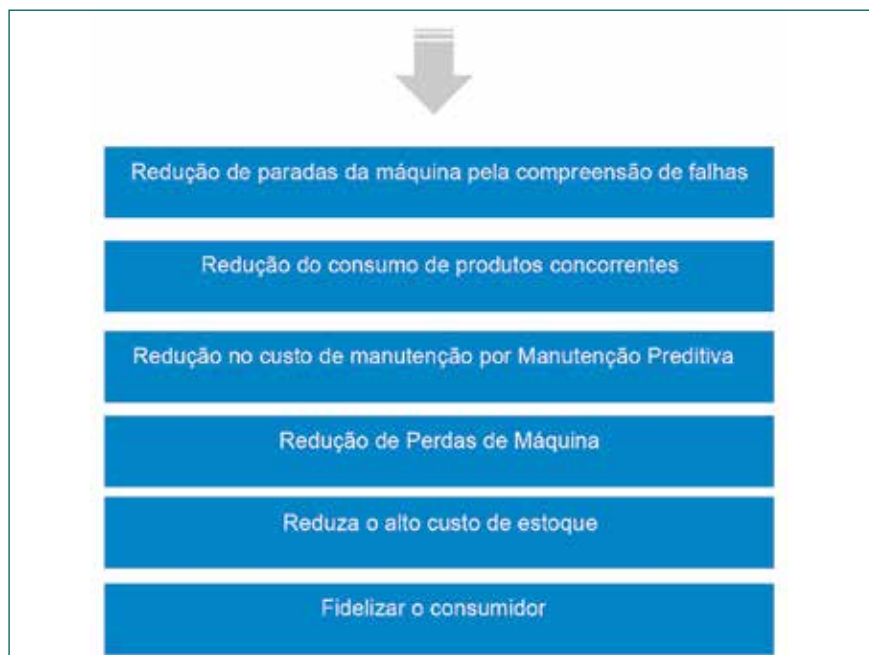 Redução de paradas da máquina pela compreensão de falhas
Redução do consumo de produtos concorrentes
Redução no custo de manutenção por Manutenção Preditiva
Redução de Perdas de Máquina
Reduza o alto custo de estoque
Fidelizar o consumidor